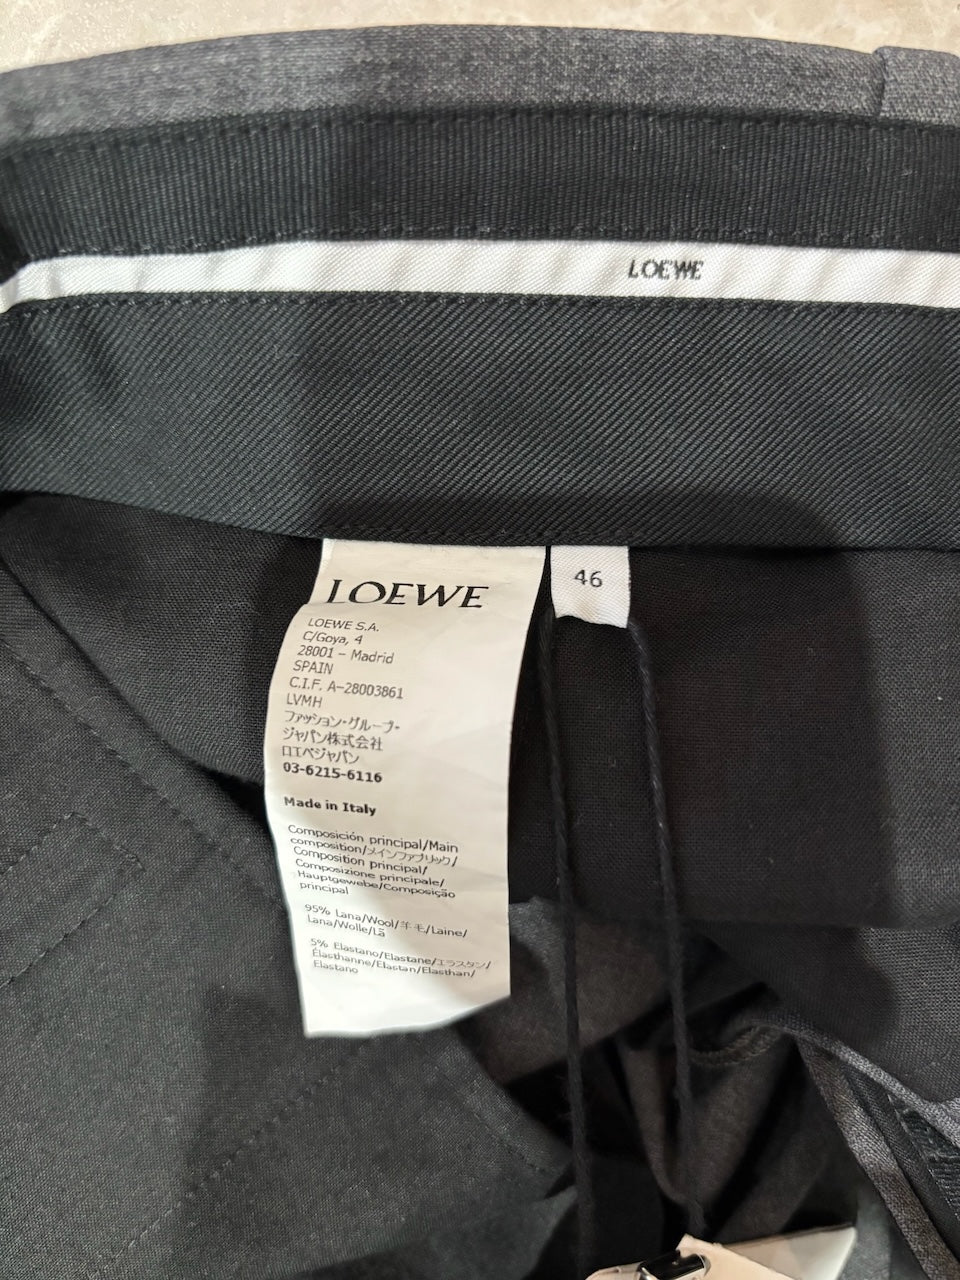 LOEWE
LOEWE
46
LOEWE S.A.
C/Goya, 4
28001 – Madrid
SPAIN
C.I.F. A-28003861
LVMH
ファッション・グループ・
ジャパン株式会社
ロエベジャパン
03-6215-6116
Made in Italy
Composición principal/Main
composition/メインファブリック/
Composition principal/
Composizione principale/
Hauptgewebe/Composição
principal
95% Lana/Wool/羊毛/Laine/
Lana/Wolle/Lã
5% Elastano/Elastane/エラスタン/
Élasthanne/Elastan/Elasthan/
Elastano